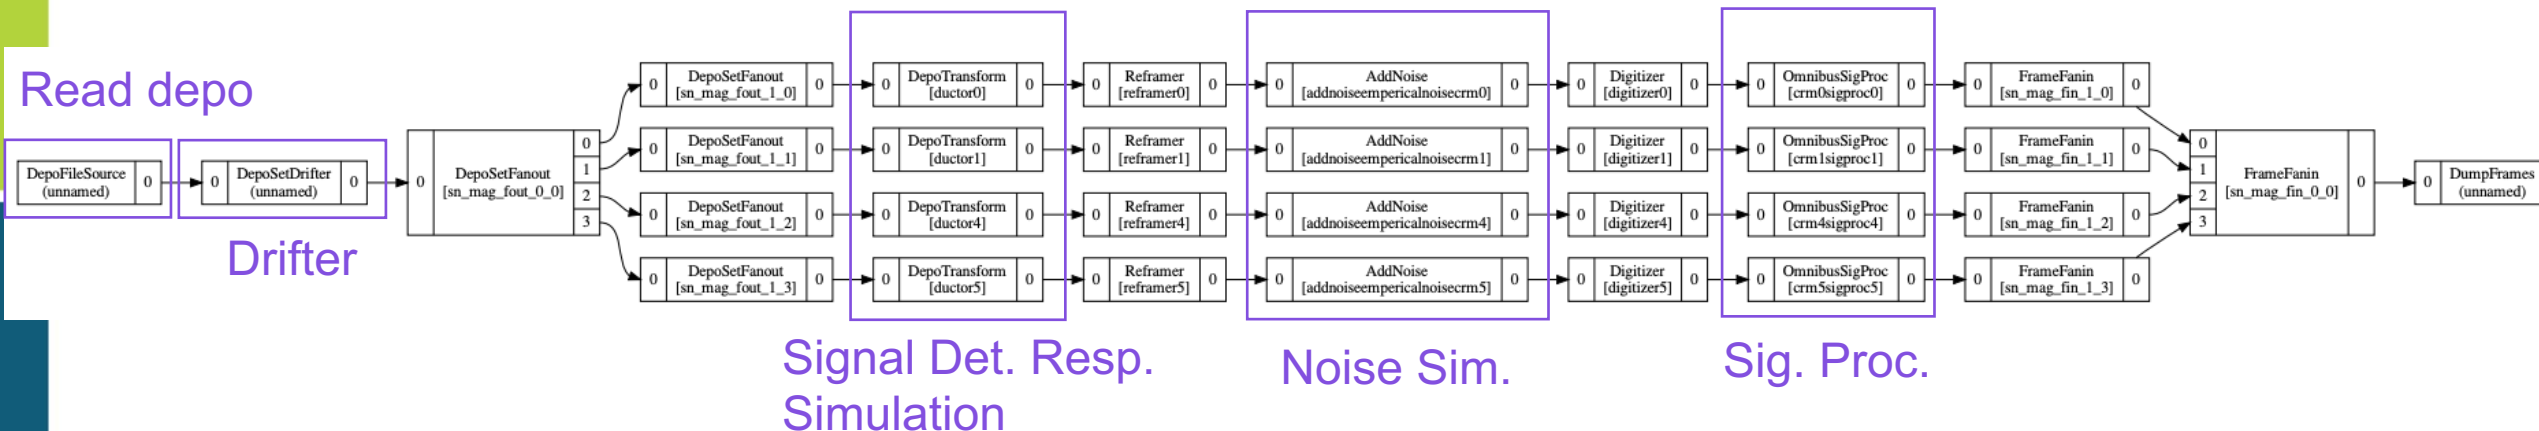 Read depo
DepoFileSource
(unnamed)
0
0
DepoSetDrifter
(unnamed)
0
Drifter
0
DepoSetFanout
[sn_mag_fout_0_0]
0
1
2
3
0
DepoSetFanout
[sn_mag_fout_1_0]
0
0
DepoTransform
[ductor0]
0
0
Reframer
[reframer0]
0
0
AddNoise
[addnoiseempericalnoisecrm0]
0
0
Digitizer
[digitizer0]
0
0
OmnibusSigProc
[crm0sigproc0]
0
0
FrameFanin
[sn_mag_fin_1_0]
0
0
DepoSetFanout
[sn_mag_fout_1_1]
0
0
DepoTransform
[ductor1]
0
0
Reframer
[reframer1]
0
0
AddNoise
[addnoiseempericalnoisecrm1]
0
0
Digitizer
[digitizer1]
0
0
OmnibusSigProc
[crm1sigproc1]
0
0
FrameFanin
[sn_mag_fin_1_1]
0
0
DepoSetFanout
[sn_mag_fout_1_2]
0
0
DepoTransform
[ductor4]
0
0
Reframer
[reframer4]
0
0
AddNoise
[addnoiseempericalnoisecrm4]
0
0
Digitizer
[digitizer4]
0
0
OmnibusSigProc
[crm4sigproc4]
0
0
FrameFanin
[sn_mag_fin_1_2]
0
0
DepoSetFanout
[sn_mag_fout_1_3]
0
0
DepoTransform
[ductor5]
0
0
Reframer
[reframer5]
0
0
AddNoise
[addnoiseempericalnoisecrm5]
0
0
Digitizer
[digitizer5]
0
0
OmnibusSigProc
[crm5sigproc5]
0
0
FrameFanin
[sn_mag_fin_1_3]
0
0
1
2
3
FrameFanin
[sn_mag_fin_0_0]
0
0
DumpFrames
(unnamed)
Signal Det. Resp.
Simulation
Noise Sim.
Sig. Proc.